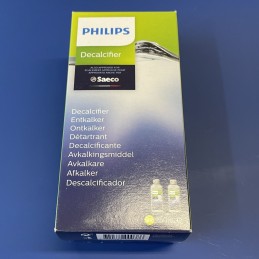 PHILIPS
Decalcifier
Saeco
Decalcifier
Entkalker
Ontkalker
Détartrant
Decalcificante
Avkalkingsmiddel
Avkalkare
Afkalker
Descalcificador